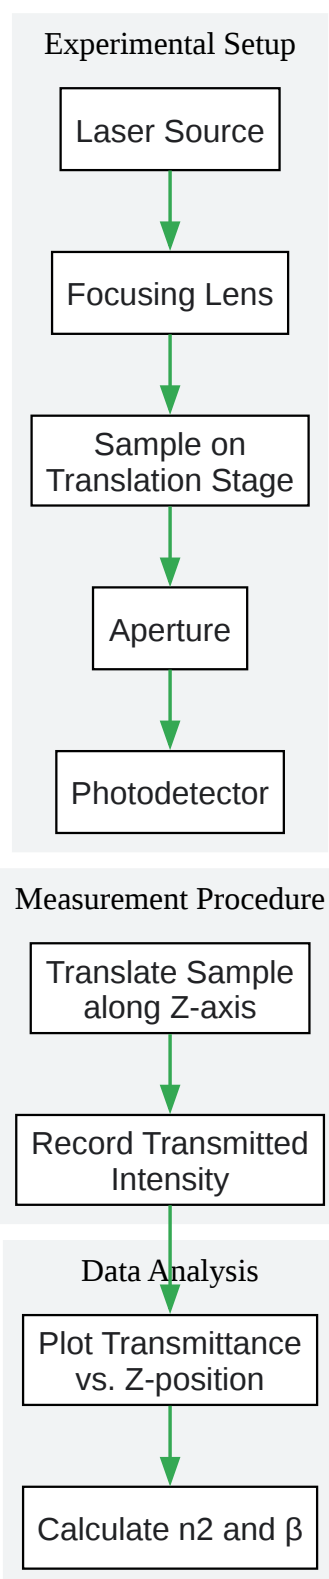 Experimental Setup
Laser Source
Focusing Lens
Sample on
Translation Stage
Aperture
Photodetector
Measurement Procedure
Translate Sample
along Z-axis
Record Transmitted
Intensity
Data Analysis
Plot Transmittance
vs. Z-position
Calculate n2 and β